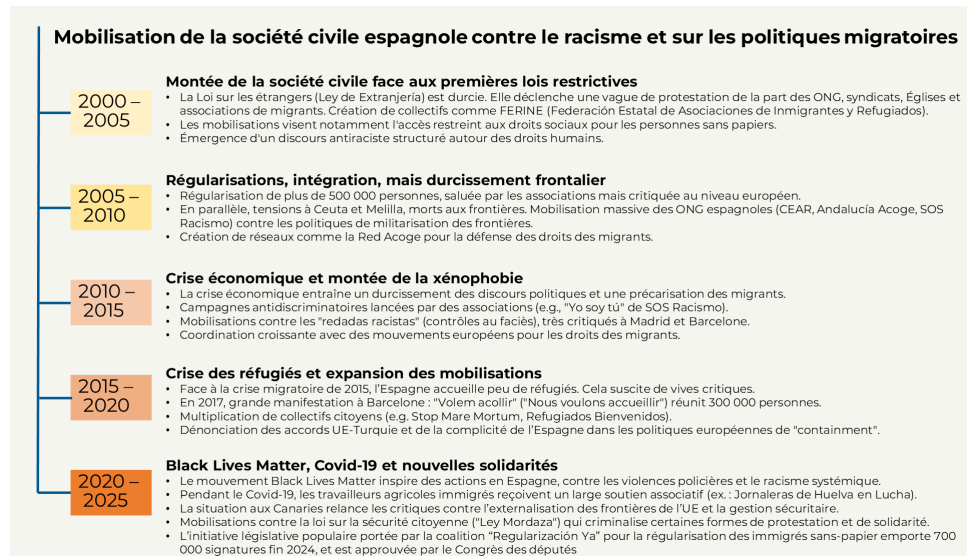 Mobilisation de la société civile espagnole contre le racisme et sur les politiques migratoires
2000 –
2005
Montée de la société civile face aux premières lois restrictives
• La Loi sur les étrangers (Ley de Extranjería) est durcie. Elle déclenche une vague de protestation de la part des ONG, syndicats, Églises et
associations de migrants. Création de collectifs comme FERINE (Federación Estatal de Asociaciones de Inmigrantes y Refugiados).
• Les mobilisations visent notamment l'accès restreint aux droits sociaux pour les personnes sans papiers.
• Émergence d'un discours antiraciste structuré autour des droits humains.
2005 –
2010
Régularisations, intégration, mais durcissement frontalier
• Régularisation de plus de 500 000 personnes, saluée par les associations mais critiquée au niveau européen.
• En parallèle, tensions à Ceuta et Melilla, morts aux frontières. Mobilisation massive des ONG espagnoles (CEAR, Andalucía Acoge, SOS
Racismo) contre les politiques de militarisation des frontières.
• Création de réseaux comme la Red Acoge pour la défense des droits des migrants.
2010 –
2015
Crise économique et montée de la xénophobie
• La crise économique entraîne un durcissement des discours politiques et une précarisation des migrants.
• Campagnes antidiscriminatoires lancées par des associations (e.g., "Yo soy tú" de SOS Racismo).
• Mobilisations contre les "redadas racistas" (contrôles au faciès), très critiqués à Madrid et Barcelone.
• Coordination croissante avec des mouvements européens pour les droits des migrants.
2015 –
2020
Crise des réfugiés et expansion des mobilisations
• Face à la crise migratoire de 2015, l'Espagne accueille peu de réfugiés. Cela suscite de vives critiques.
• En 2017, grande manifestation à Barcelone : "Volem acollir" ("Nous voulons accueillir") réunit 300 000 personnes.
• Multiplication de collectifs citoyens (e.g. Stop Mare Mortum, Refugiados Bienvenidos).
• Dénonciation des accords UE-Turquie et de la complicité de l'Espagne dans les politiques européennes de "containment".
2020 –
2025
Black Lives Matter, Covid-19 et nouvelles solidarités
• Le mouvement Black Lives Matter inspire des actions en Espagne, contre les violences policières et le racisme systémique.
• Pendant le Covid-19, les travailleurs agricoles immigrés reçoivent un large soutien associatif (ex. : Jornaleras de Huelva en Lucha).
• La situation aux Canaries relance les critiques contre l'externalisation des frontières de l'UE et la gestion sécuritaire.
• Mobilisations contre la loi sur la sécurité citoyenne ("Ley Mordaza") qui criminalise certaines formes de protestation et de solidarité.
• L'initiative législative populaire portée par la coalition "Regularización Ya" pour la régularisation des immigrés sans-papier emporte 700
000 signatures fin 2024, et est approuvée par le Congrès des députés